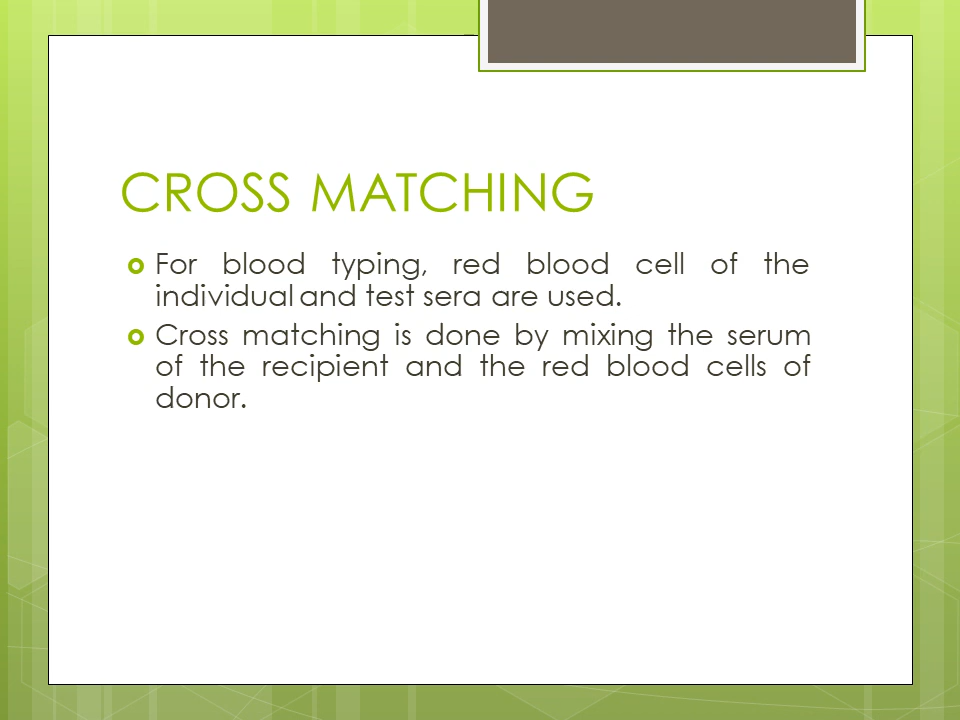 CROSS MATCHING
For blood typing, red blood cell of the
individual and test sera are used.
Cross matching is done by mixing the serum
of the recipient and the red blood cells of
donor.